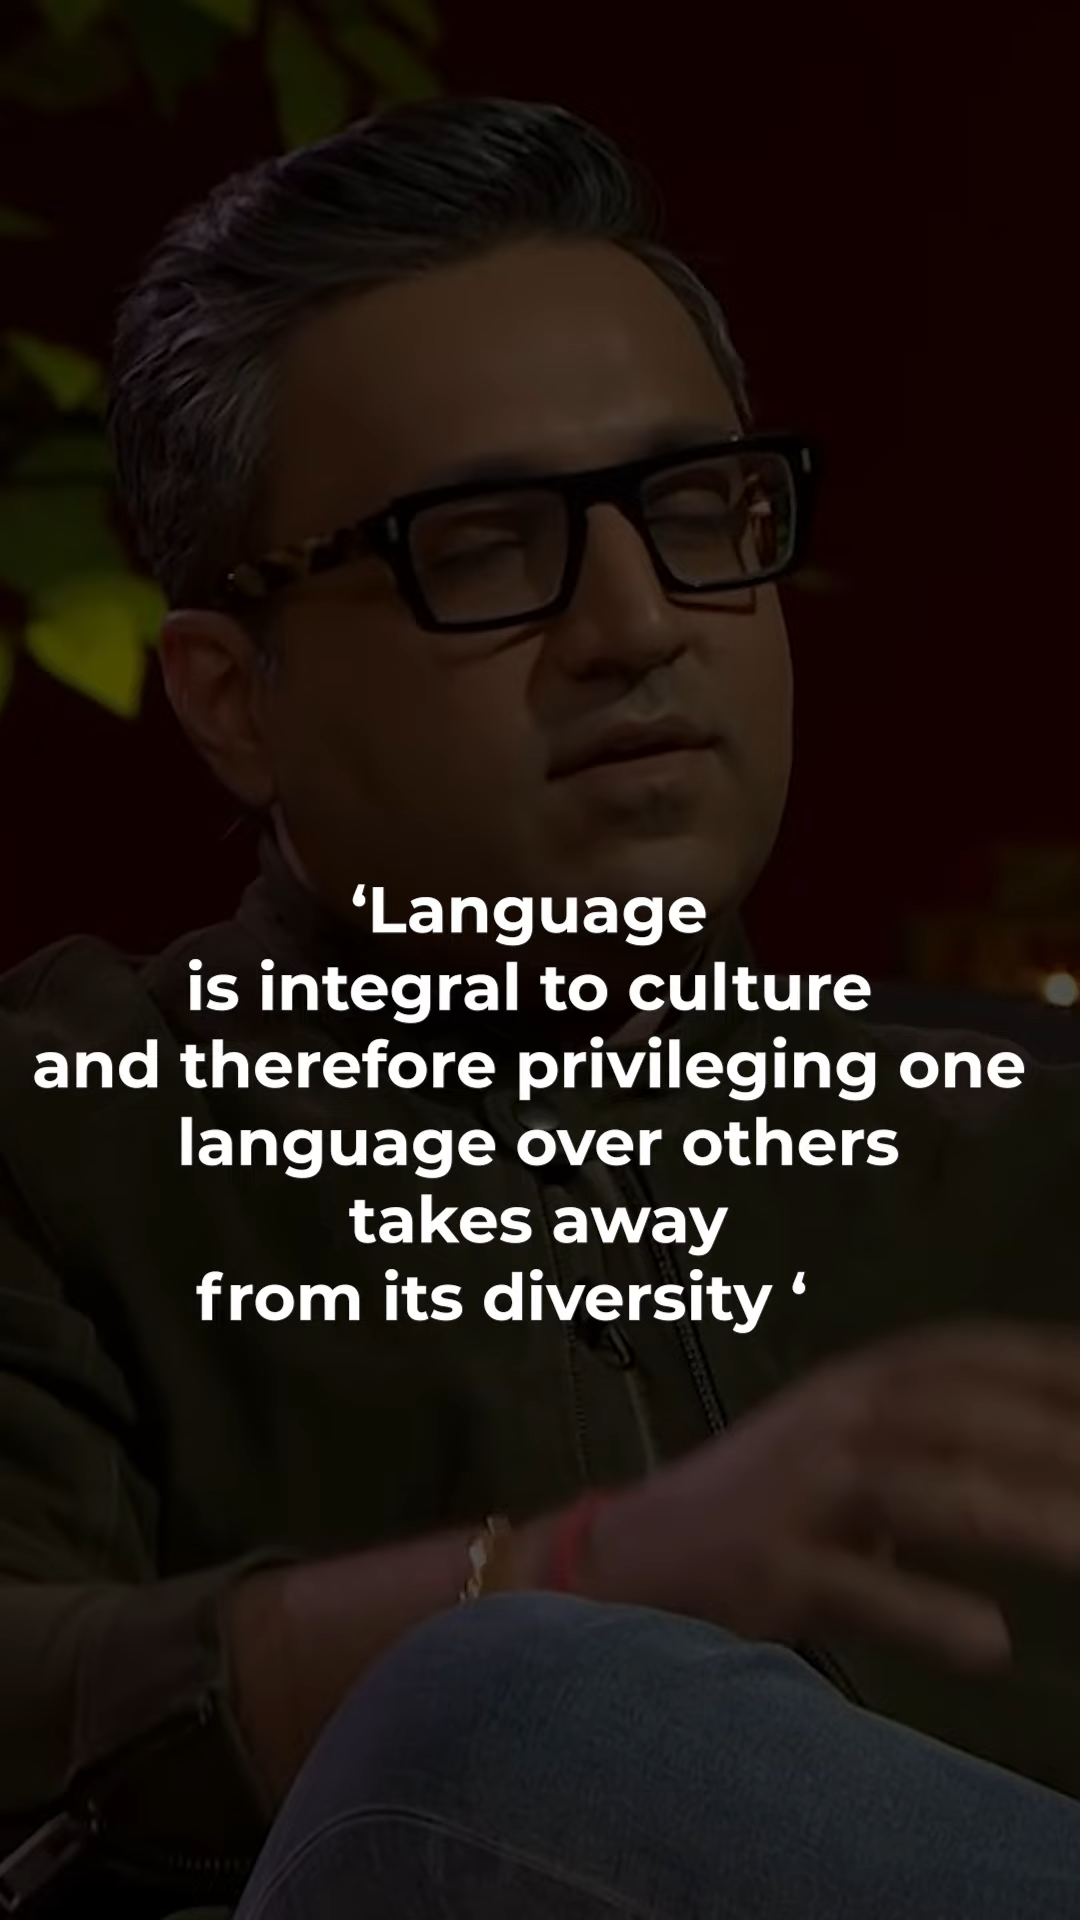 ‘Language
is integral to culture
and therefore privileging one
language over others
takes away
from its diversity ‘